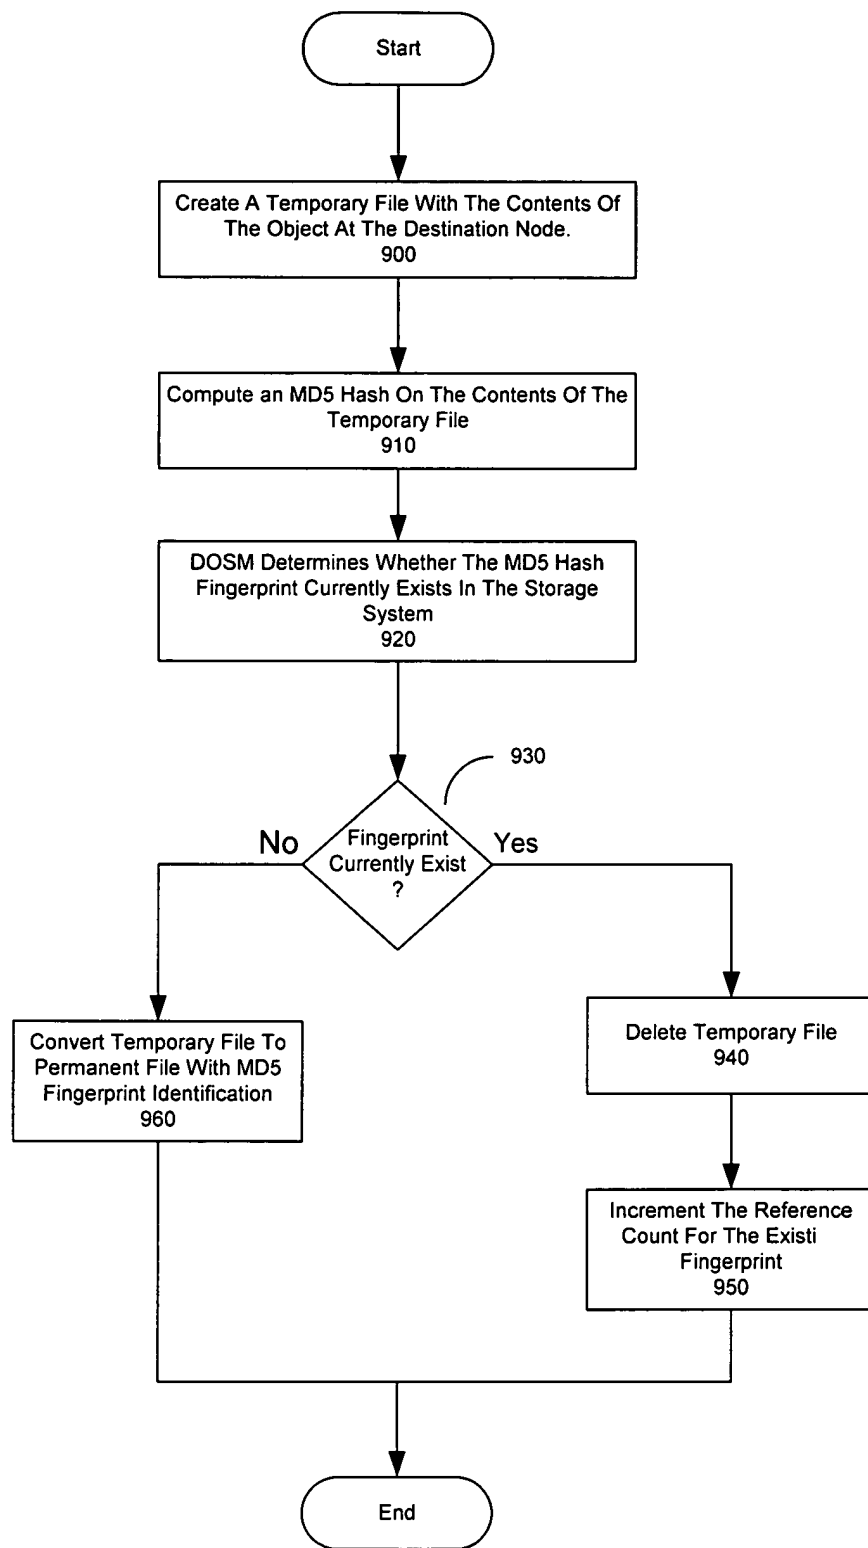 Start
Create A Temporary File With The Contents Of
The Object At The Destination Node.
900
Compute an MD5 Hash On The Contents Of The
Temporary File
910
DOSM Determines Whether The MD5 Hash
Fingerprint Currently Exists In The Storage
System
920
930
No
Fingerprint
Currently Exist
?
Yes
Convert Temporary File To
Permanent File With MD5
Fingerprint Identification
960
Delete Temporary File
940
Increment The Reference
Count For The Existi
Fingerprint
950
End